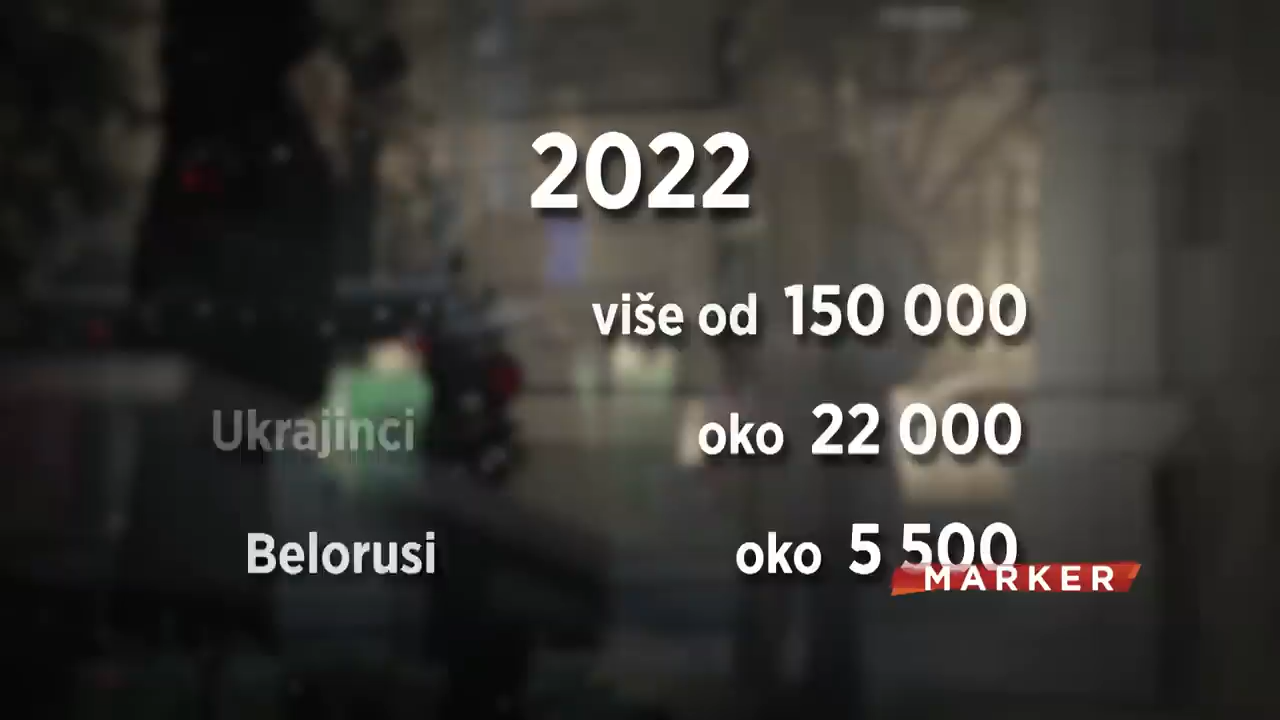 2022
više od 150 000
Ukrajinci oko 22 000
Belorusi oko 5 500
MARKER